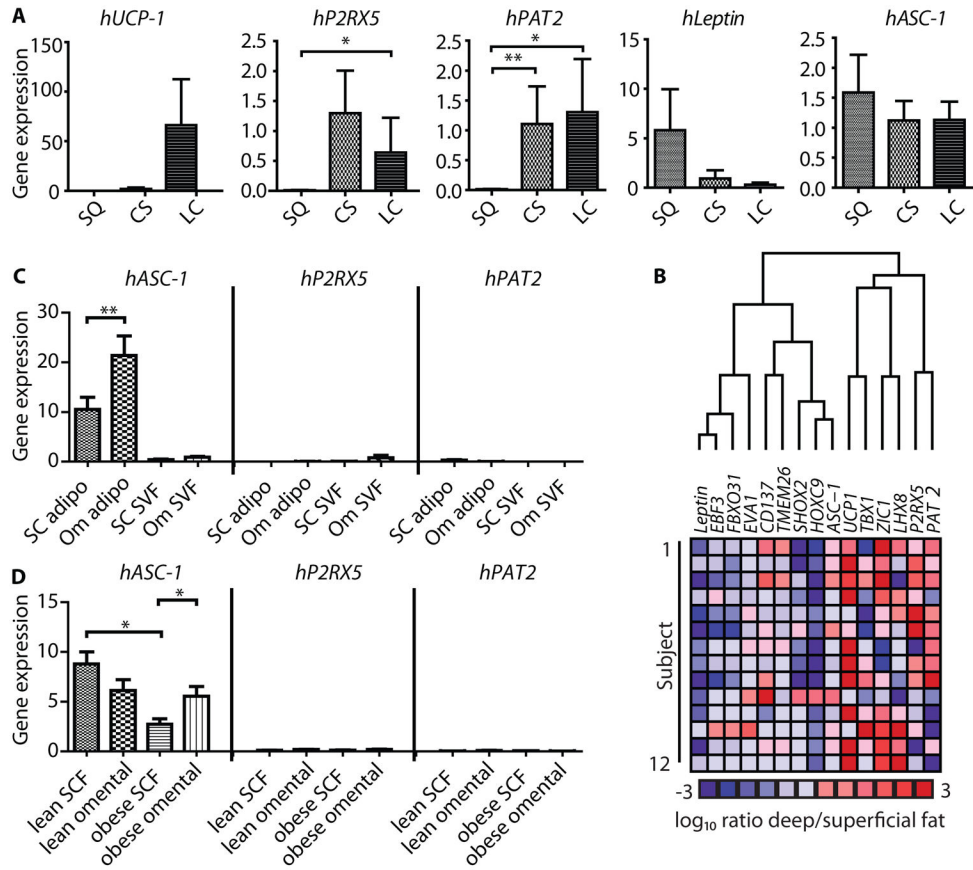 A
hUCP-1
hP2RX5
hPAT2
hLeptin
hASC-1
Gene expression
150
100
50
0
SQ
CS
LC
2.5
2.0
1.5
1.0
0.5
0.0
*
SQ
CS
LC
2.5
2.0
1.5
1.0
0.5
0.0
*
**
SQ
CS
LC
15
10
5
0
SQ
CS
LC
2.5
2.0
1.5
1.0
0.5
0.0
SQ
CS
LC
C
hASC-1
hP2RX5
hPAT2
Gene expression
30
20
10
0
**
SC adipo
Om adipo
SC SVF
Om SVF
SC adipo
Om adipo
SC SVF
Om SVF
SC adipo
Om adipo
SC SVF
Om SVF
D
hASC-1
hP2RX5
hPAT2
Gene expression
15
10
5
0
*
*
lean SCF
lean omental
obese SCF
obese omental
lean SCF
lean omental
obese SCF
obese omental
lean SCF
lean omental
obese SCF
obese omental
B
Leptin
EBF3
FBXO31
EVA1
CD137
TMEM26
SHOX2
HOXC9
ASC-1
UCP1
TBX1
ZIC1
LHX8
P2RX5
PAT 2
1
Subject
12
-3
3
log₁₀ ratio deep/superficial fat